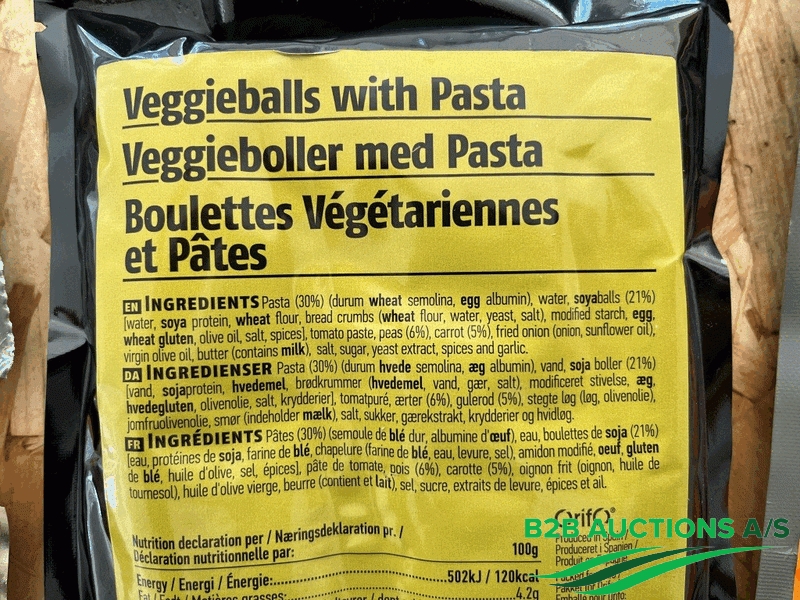 Veggieballs with Pasta
Veggieboller med Pasta
Boulettes Végétariennes
et Pâtes
EN INGREDIENTS Pasta (30%) (durum wheat semolina, egg albumin), water, soyaballs (21%)
[water, soya protein, wheat flour, bread crumbs (wheat flour, water, yeast, salt), modified starch, egg,
wheat gluten, olive oil, salt, spices], tomato paste, peas (6%), carrot (5%), fried onion (onion, sunflower oil),
virgin olive oil, butter (contains milk), salt, sugar, yeast extract, spices and garlic.
DA INGREDIENSER Pasta (30%) (durum hvede semolina, æg albumin), vand, soja boller (21%)
[vand, sojaprotein, hvedemel, brødkrummer (hvedemel, vand, gær, salt), modificeret stivelse, æg,
hvedegluten, olivenolie, salt, krydderier], tomatpuré, ærter (6%), gulerod (5%), stegte løg (løg, olivenolie),
jomfruolivenolie, smør (indeholder mælk), salt, sukker, gærekstrakt, krydderier og hvidløg.
FR INGRÉDIENTS Pâtes (30%) (semoule dé blé dur, albumine d'œuf), eau, boulettes de soja (21%)
[eau, protéines de soja, farine de blé, chapelure (farine de blé, eau, levure, sel), amidon modifié, oeuf, gluten
de blé, huile d'olive, sel, épices], pâte de tomate, pois (6%), carotte (5%), oignon frit (oignon, huile de
tournesol), huile d'olive vierge, beurre (contient et lait), sel, sucre, extraits de levure, épices et ail.
Nutrition declaration per / Næringsdeklaration pr. /
Déclaration nutritionnelle par: 100g
Energy / Energi / Énergie: 502kJ / 120kcal
Fat / Fedt / Matières grasses: 4.2g
Produced in Spain /
Produceret i Spanien /
Produit
B2B AUCTIONS A/S
Emballé pour